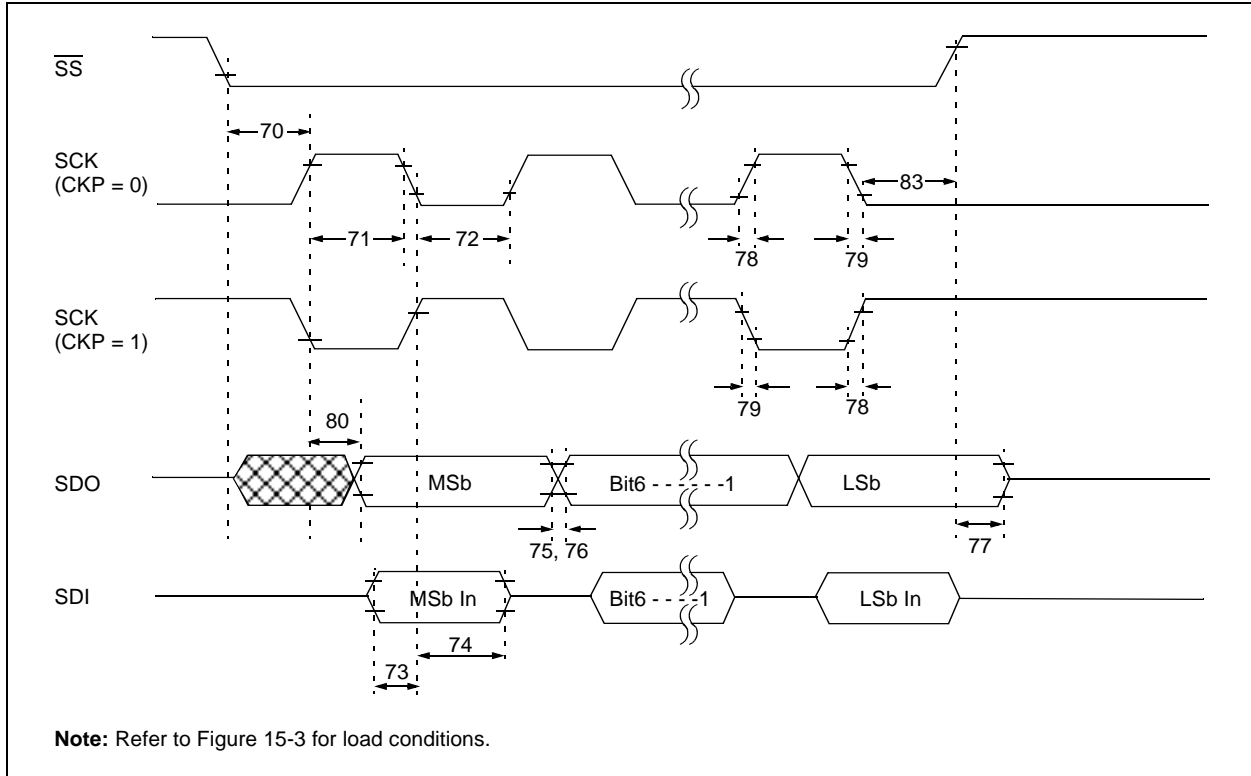 SS
70
SCK
(CKP = 0)
83
71
72
78
79
SCK
(CKP = 1)
79
78
80
SDO
MSb
Bit6 - - - - - -1
LSb
75, 76
77
SDI
MSb In
Bit6 - - - -1
LSb In
74
73
Note: Refer to Figure 15-3 for load conditions.